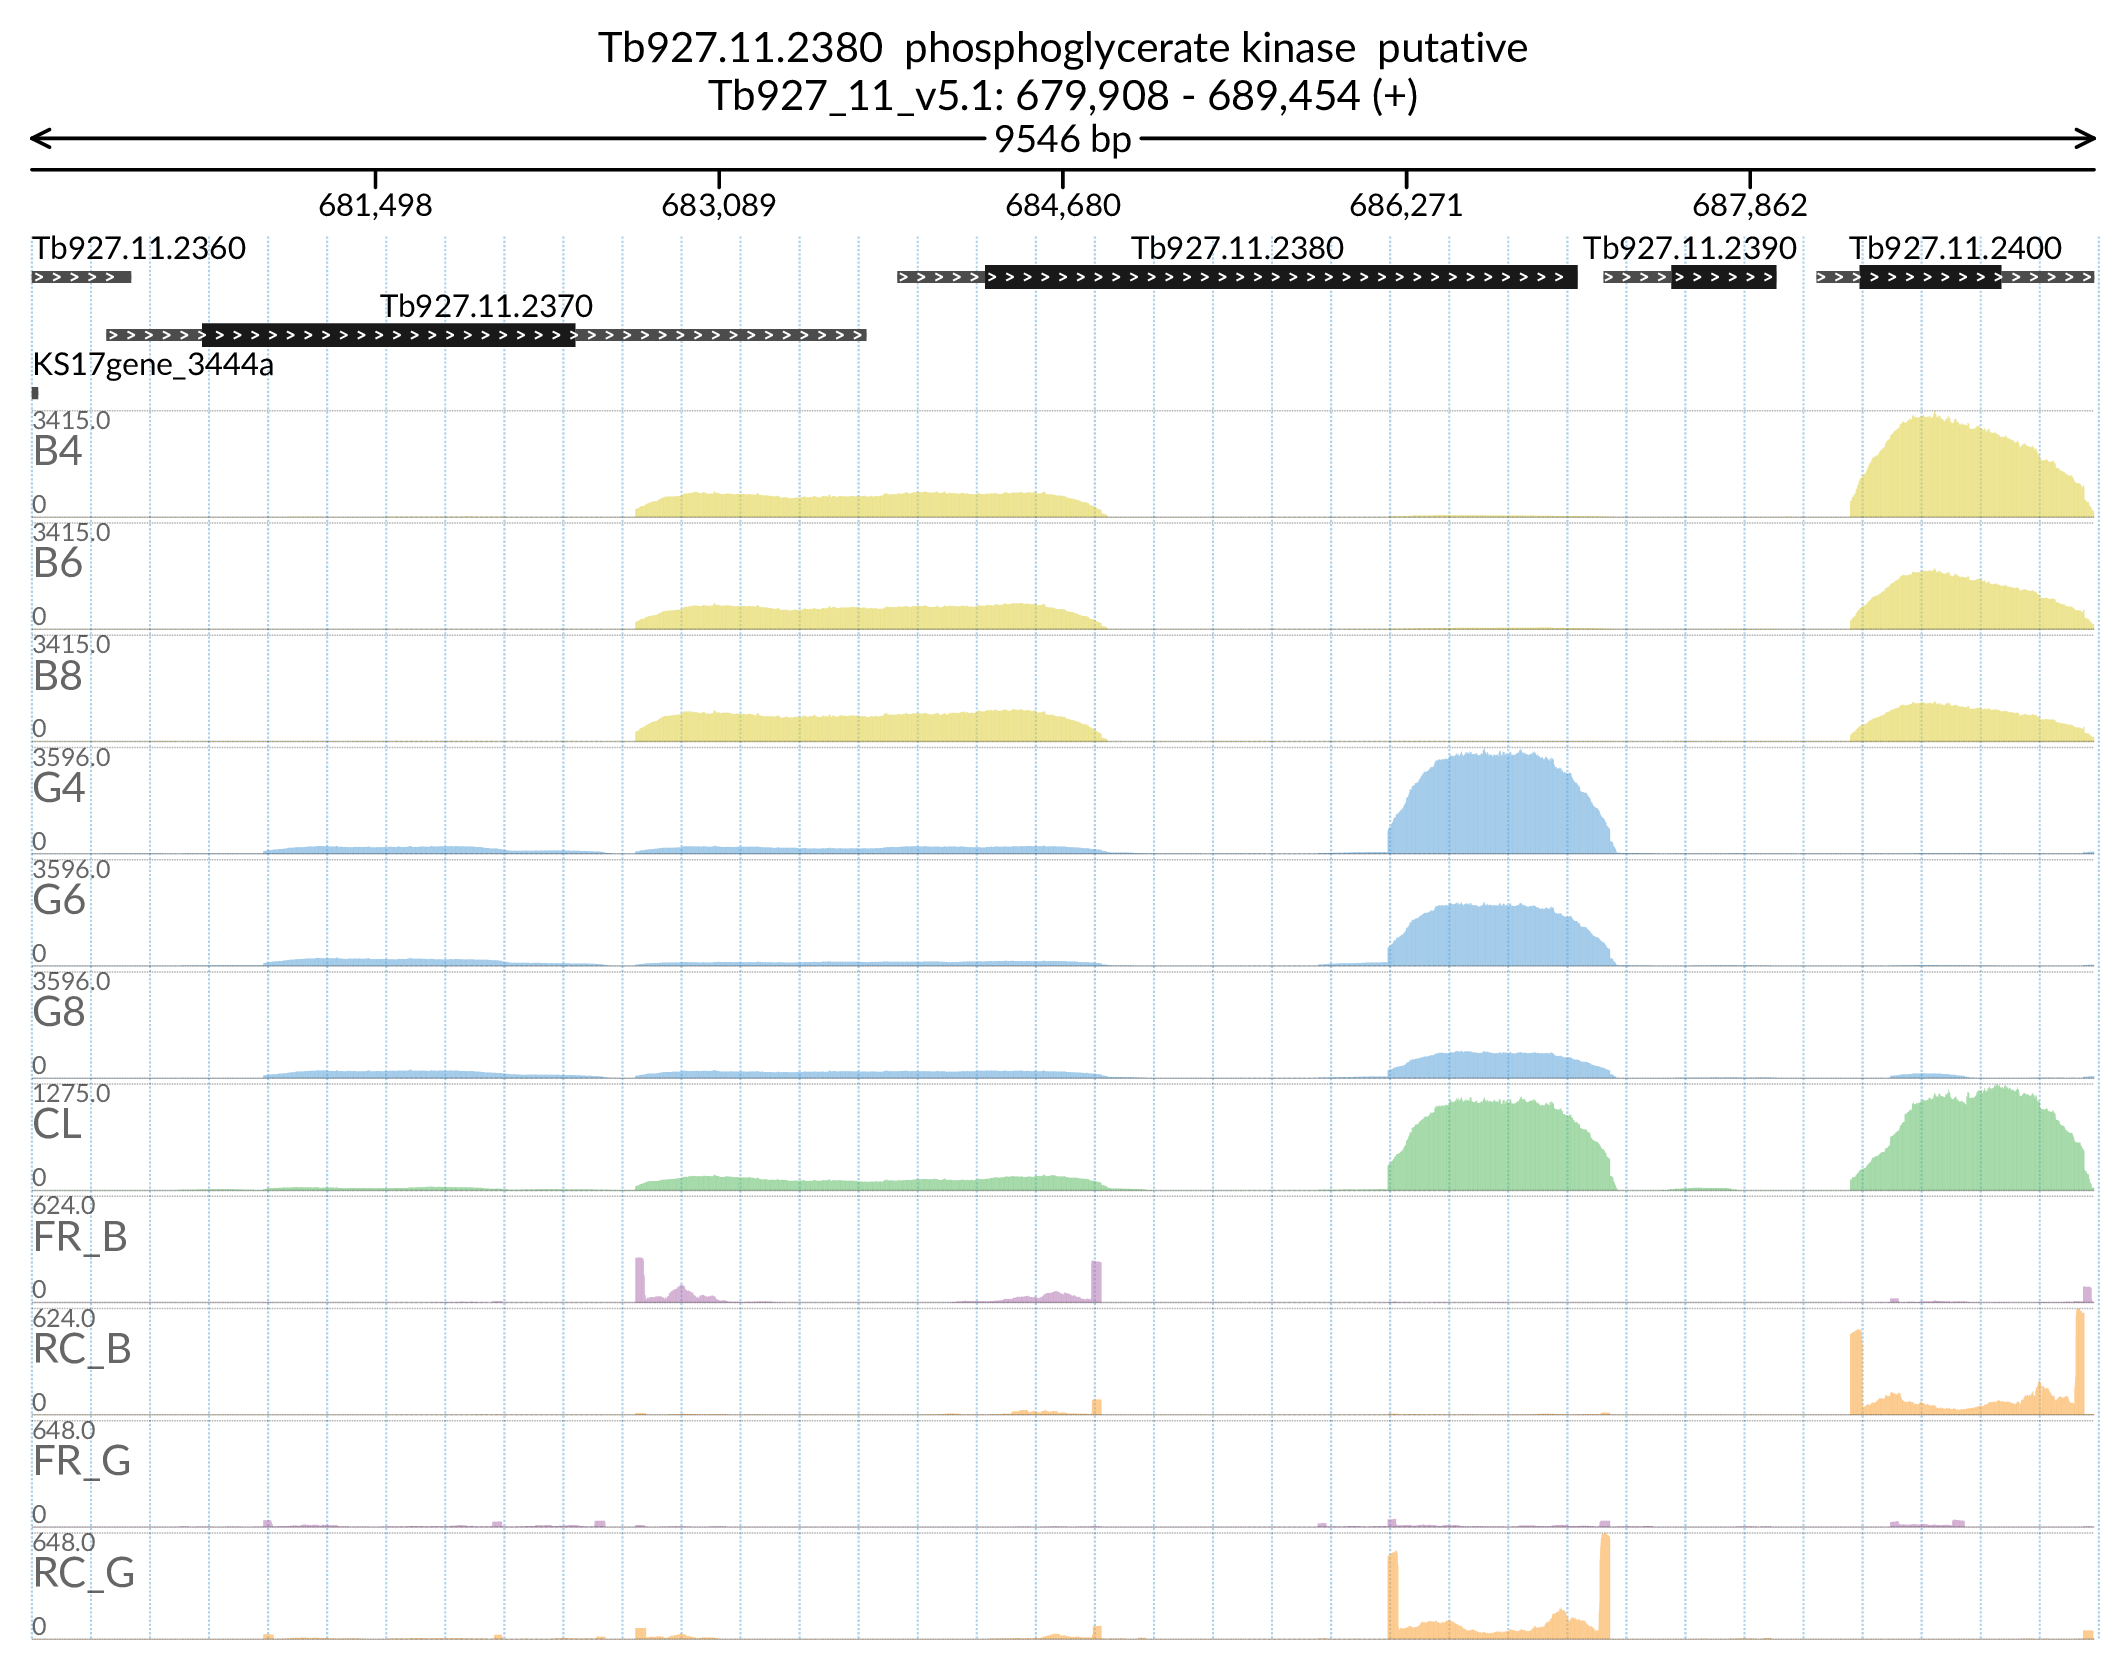 Tb927.11.2380 phosphoglycerate kinase putative
Tb927_11_v5.1: 679,908 - 689,454 (+)
9546 bp
681,498 683,089 684,680 686,271 687,862
Tb927.11.2360 Tb927.11.2380 Tb927.11.2390 Tb927.11.2400
Tb927.11.2370
KS17gene_3444a
3415.0
B4
0
3415.0
B6
0
3415.0
B8
0
3596.0
G4
0
3596.0
G6
0
3596.0
G8
0
1275.0
CL
0
624.0
FR_B
0
624.0
RC_B
0
648.0
FR_G
0
648.0
RC_G
0